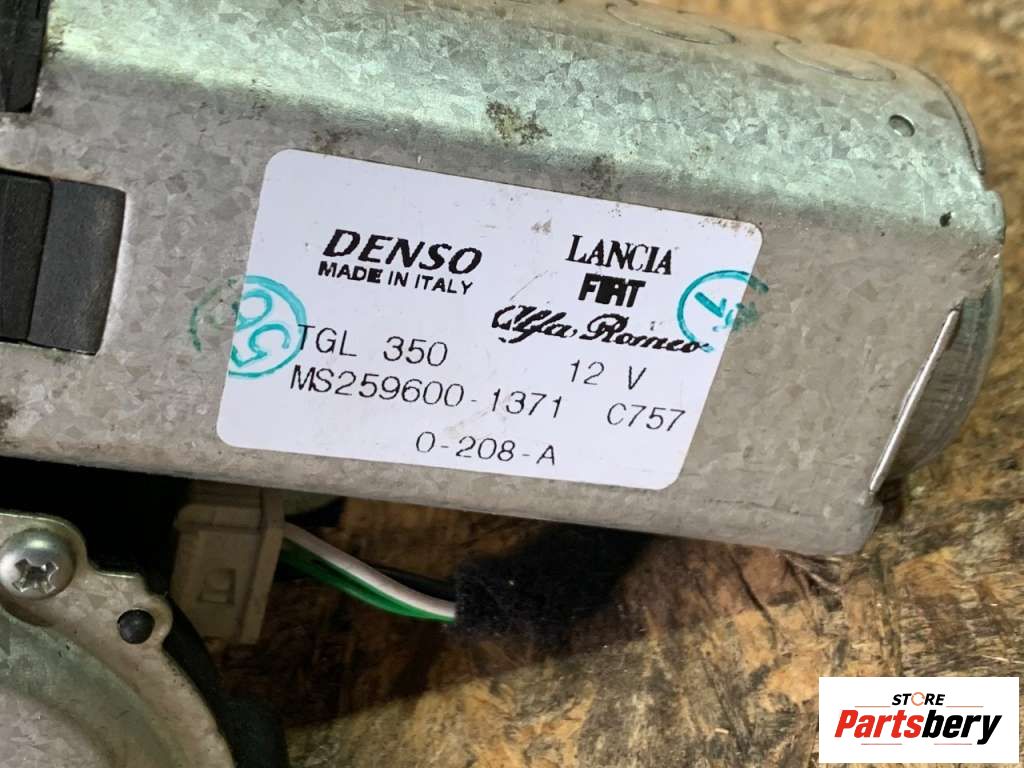 DENSO
MADE IN ITALY
LANCIA
FIAT
Alfa Romeo
TGL 350
12 V
MS259600-1371 C757
0-208-A
STORE
Partsbery